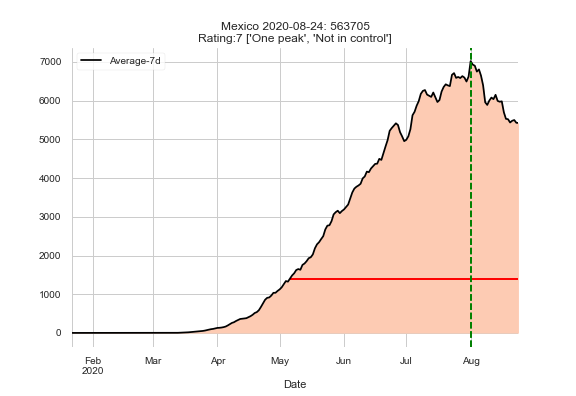 Mexico 2020-08-24: 563705
Rating:7 ['One peak', 'Not in control']
Average-7d
7000
6000
5000
4000
3000
2000
1000
0
Feb
2020
Mar
Apr
May
Jun
Jul
Aug
Date